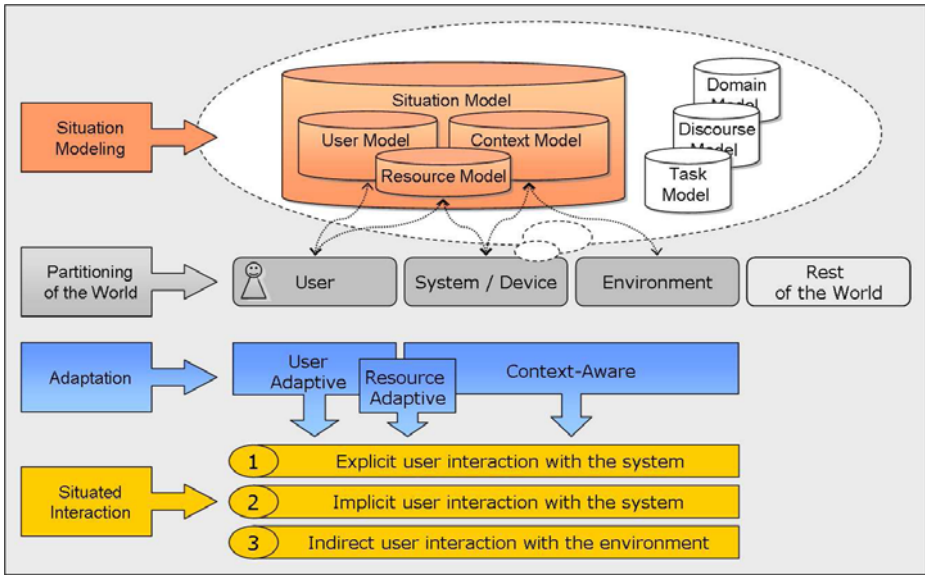 Situation Model
User Model
Context Model
Resource Model
Domain
Model
Discourse
Model
Task
Model
Situation
Modeling
Partitioning
of the World
User
System / Device
Environment
Rest
of the World
Adaptation
User
Adaptive
Resource
Adaptive
Context-Aware
Situated
Interaction
1 Explicit user interaction with the system
2 Implicit user interaction with the system
3 Indirect user interaction with the environment